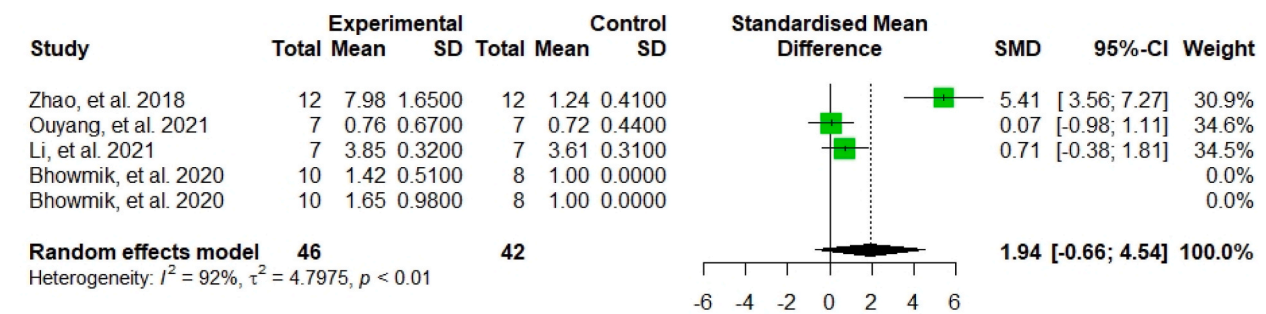 Experimental Control Standardised Mean
Study Total Mean SD Total Mean SD Difference SMD 95%-CI Weight
Zhao, et al. 2018 12 7.98 1.6500 12 1.24 0.4100 5.41 [ 3.56; 7.27] 30.9%
Ouyang, et al. 2021 7 0.76 0.6700 7 0.72 0.4400 0.07 [-0.98; 1.11] 34.6%
Li, et al. 2021 7 3.85 0.3200 7 3.61 0.3100 0.71 [-0.38; 1.81] 34.5%
Bhowmik, et al. 2020 10 1.42 0.5100 8 1.00 0.0000 0.0%
Bhowmik, et al. 2020 10 1.65 0.9800 8 1.00 0.0000 0.0%
Random effects model 46 42 1.94 [-0.66; 4.54] 100.0%
Heterogeneity: I² = 92%, τ² = 4.7975, p < 0.01
-6 -4 -2 0 2 4 6